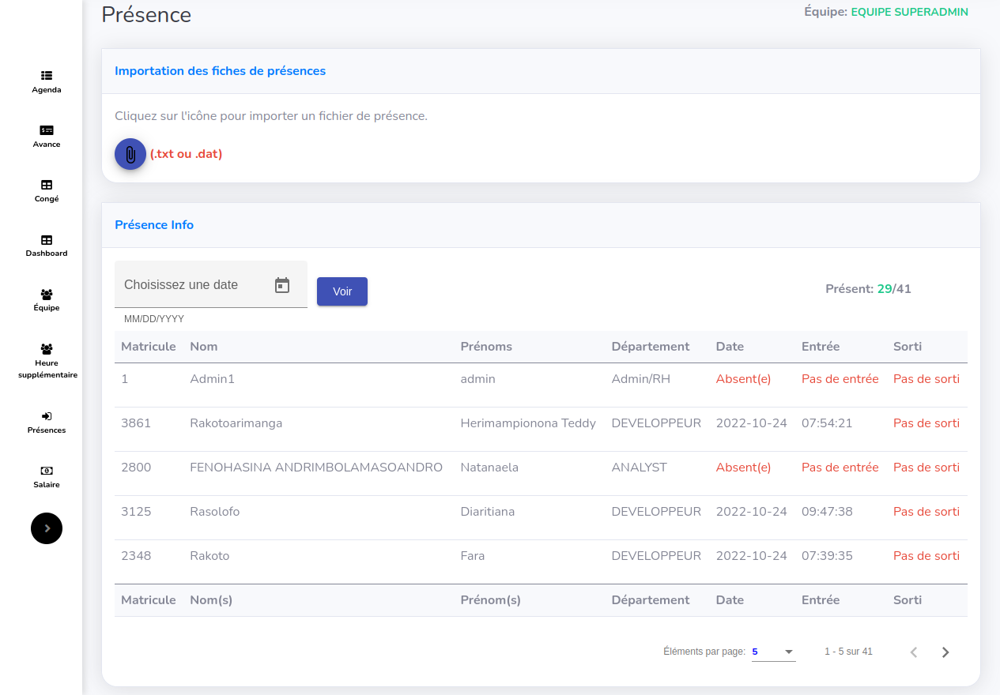 Présence
Équipe: EQUIPE SUPERADMIN
Agenda
Avance
Congé
Dashboard
Équipe
Heure
supplémentaire
Présences
Salaire
Importation des fiches de présences
Cliquez sur l'icône pour importer un fichier de présence.
(.txt ou .dat)
Présence Info
Choisissez une date
Voir
Présent: 29/41
MM/DD/YYYY
Matricule Nom Prénoms Département Date Entrée Sorti
1 Admin1 admin Admin/RH Absent(e) Pas de entrée Pas de sorti
3861 Rakotoarimanga Herimampionona Teddy DEVELOPPEUR 2022-10-24 07:54:21 Pas de sorti
2800 FENOHASINA ANDRIMBOLAMASOANDRO Natanaela ANALYST Absent(e) Pas de entrée Pas de sorti
3125 Rasolofo Diaritiana DEVELOPPEUR 2022-10-24 09:47:38 Pas de sorti
2348 Rakoto Fara DEVELOPPEUR 2022-10-24 07:39:35 Pas de sorti
Matricule Nom(s) Prénom(s) Département Date Entrée Sorti
Éléments par page: 5 1 - 5 sur 41